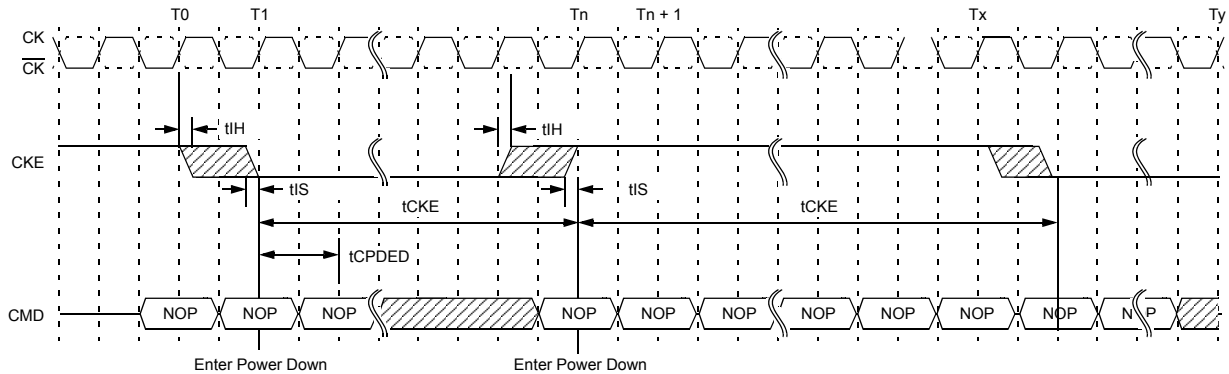 T0 T1 Tn Tn + 1 Tx Ty
CK
CK
tIH tIH
CKE
tIS tIS
tCKE tCKE
tCPDED
CMD NOP NOP NOP NOP NOP NOP NOP NOP NOP NOP
Enter Power Down Enter Power Down